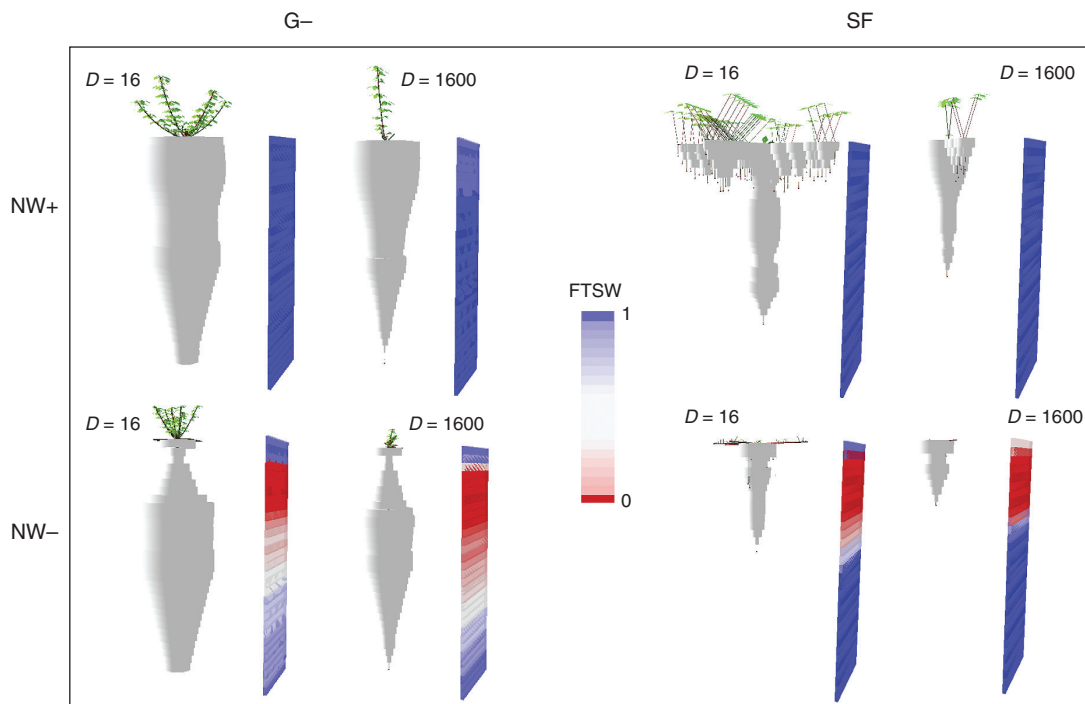 G–
SF
D = 16
D = 1600
D = 16
D = 1600
NW+
FTSW
1
0
D = 16
D = 1600
D = 16
D = 1600
NW–